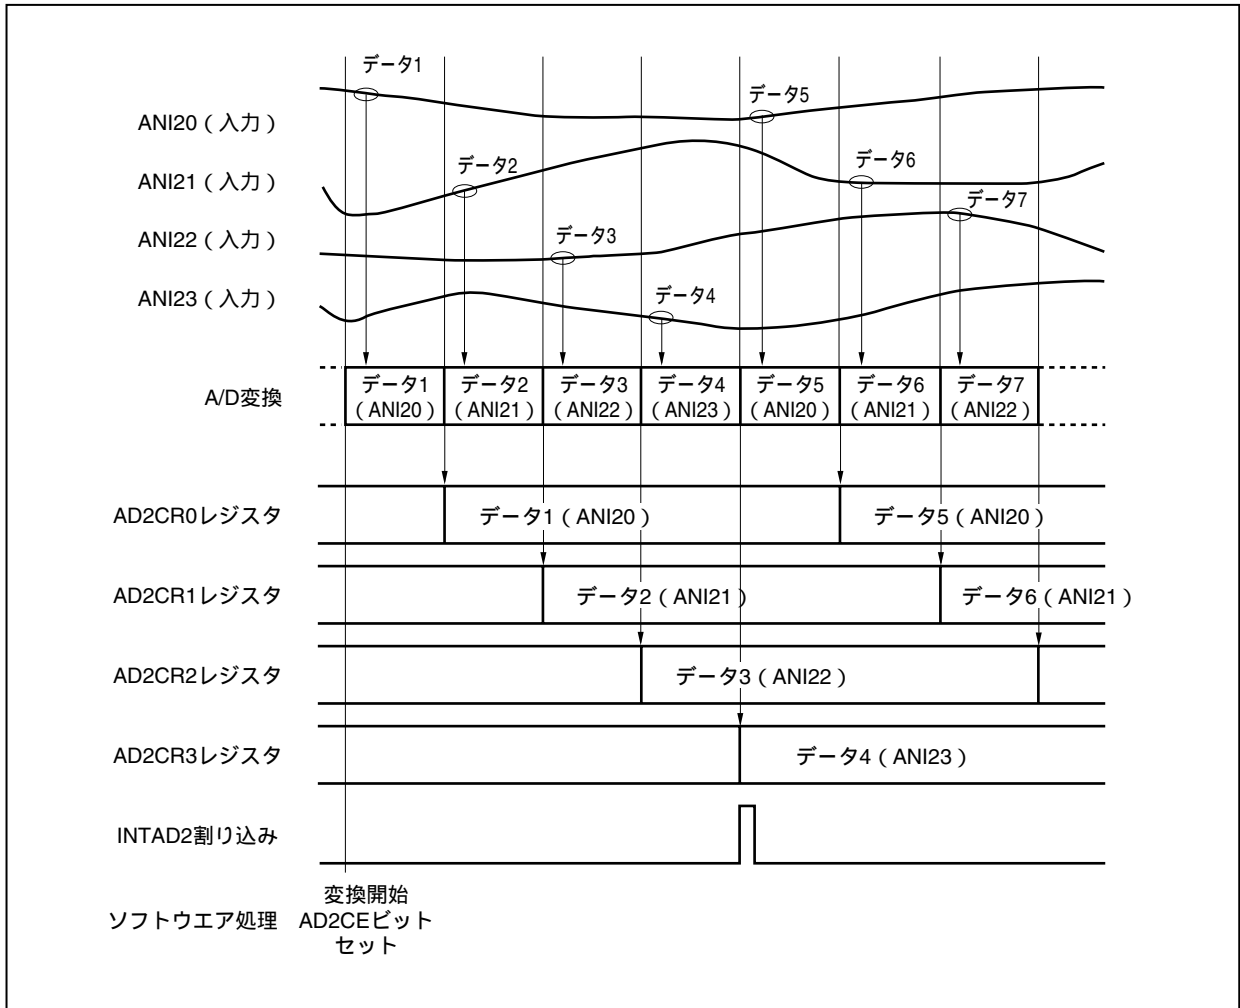 データ1
データ5
ANI20（入力）
データ2
データ6
ANI21（入力）
データ7
データ3
ANI22（入力）
データ4
ANI23（入力）
A/D変換
データ1
（ANI20）
データ2
（ANI21）
データ3
（ANI22）
データ4
（ANI23）
データ5
（ANI20）
データ6
（ANI21）
データ7
（ANI22）
AD2CR0レジスタ
データ1（ANI20）
データ5（ANI20）
AD2CR1レジスタ
データ2（ANI21）
データ6（ANI21）
AD2CR2レジスタ
データ3（ANI22）
AD2CR3レジスタ
データ4（ANI23）
INTAD2割り込み
ソフトウエア処理
変換開始
AD2CEビット
セット